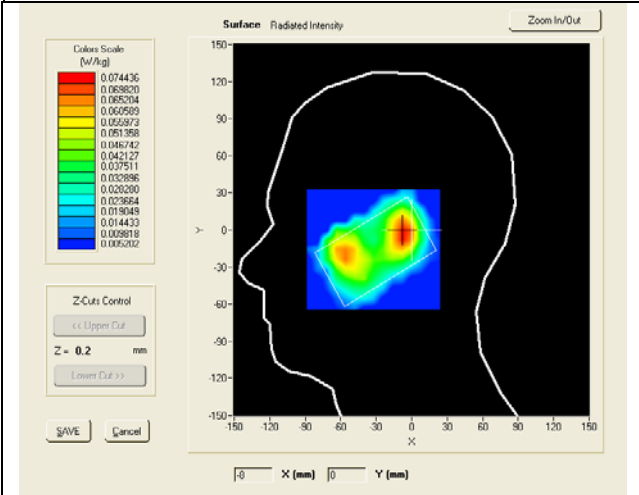 Surface Radiated Intensity
Zoom In/Out
Colors Scale
(W/kg)
0.074436
0.069820
0.065204
0.060589
0.055973
0.051358
0.046742
0.042127
0.037511
0.032896
0.028280
0.023664
0.019049
0.014433
0.009818
0.005202
150
120
90
60
30
0
-30
-60
-90
-120
-150
Y
-150 -120 -90 -60 -30 0 30 60 90 120 150
X
Z-Cuts Control
<< Upper Cut
Z = 0.2 mm
Lower Cut >>
SAVE Cancel
-8 X (mm) 0 Y (mm)